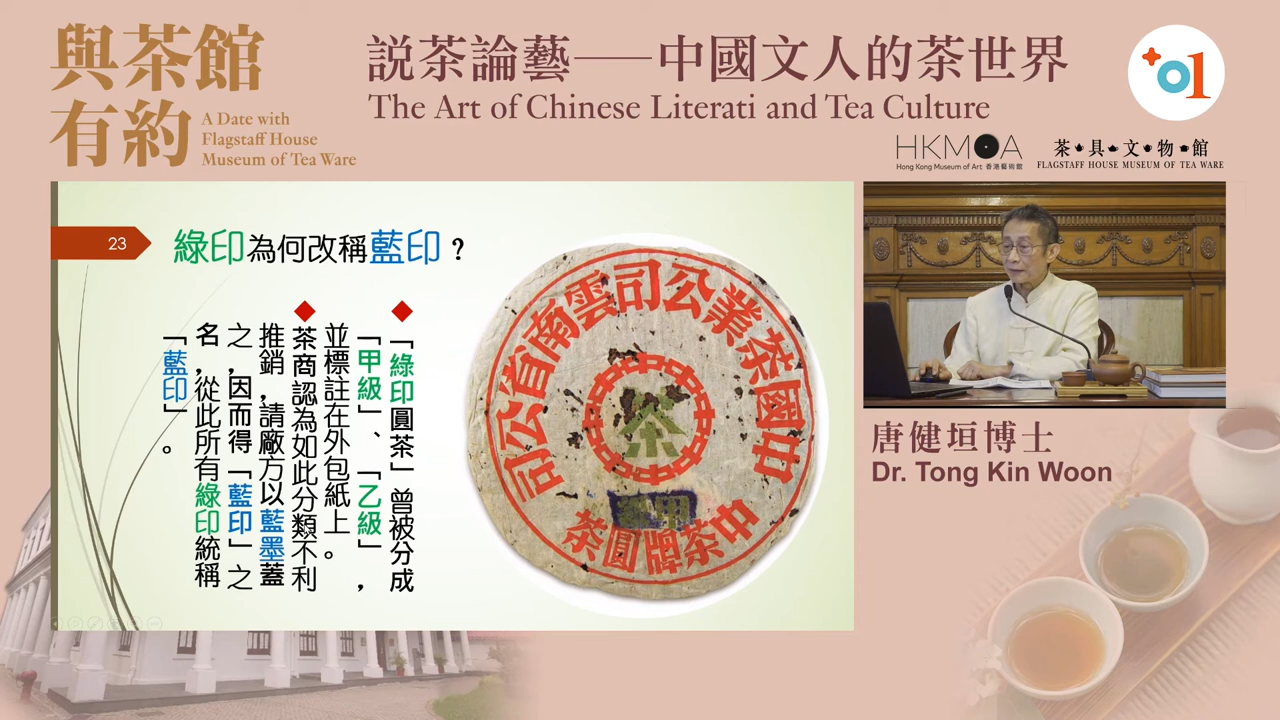 與茶館
有約
A Date with
Flagstaff House
Museum of Tea Ware
說茶論藝——中國文人的茶世界
The Art of Chinese Literati and Tea Culture
+o1
HKMOA
Hong Kong Museum of Art 香港藝術館
茶具文物館
FLAGSTAFF HOUSE MUSEUM OF TEA WARE
23
綠印為何改稱藍印？
◆「綠印圓茶」曾被分成
「甲級」、「乙級」，
並標註在外包紙上。
◆茶商認為如此分類不利
推銷，請廠方以藍墨蓋
之，因而得「藍印」之
名，從此所有綠印統稱
「藍印」。
司公省南雲司公業茶國中
茶
級甲
茶圓牌茶中
唐健垣博士
Dr. Tong Kin Woon